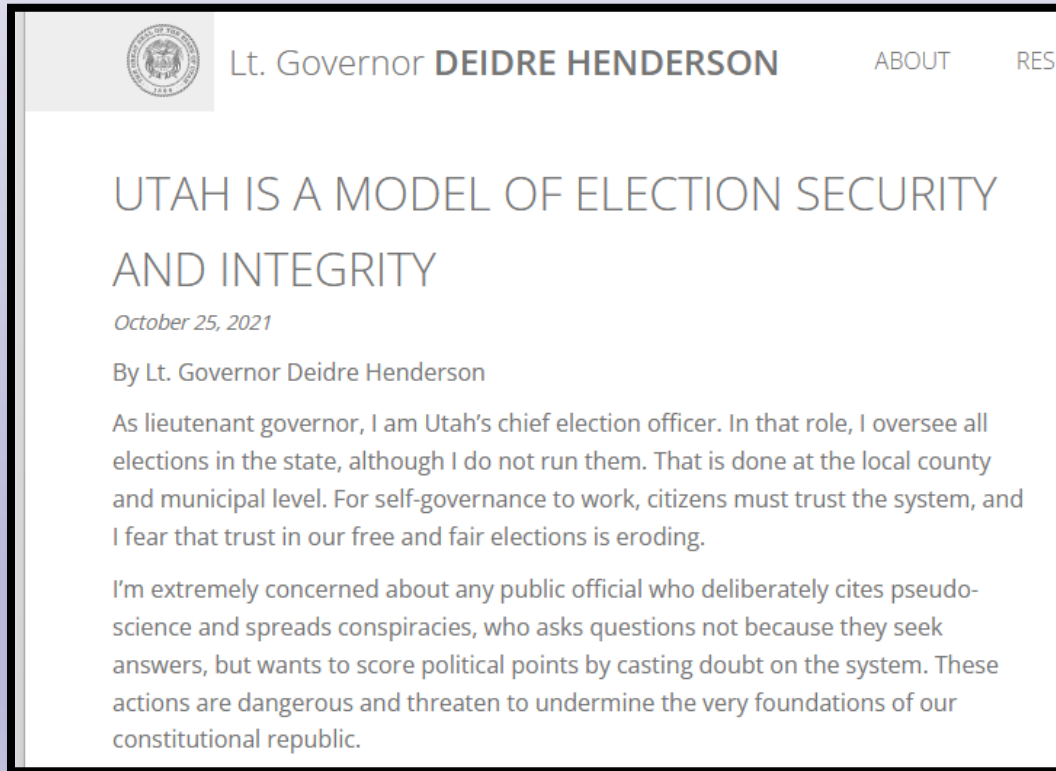 Lt. Governor DEIDRE HENDERSON ABOUT RES
UTAH IS A MODEL OF ELECTION SECURITY
AND INTEGRITY
October 25, 2021
By Lt. Governor Deidre Henderson
As lieutenant governor, I am Utah’s chief election officer. In that role, I oversee all
elections in the state, although I do not run them. That is done at the local county
and municipal level. For self-governance to work, citizens must trust the system, and
I fear that trust in our free and fair elections is eroding.
I’m extremely concerned about any public official who deliberately cites pseudo-
science and spreads conspiracies, who asks questions not because they seek
answers, but wants to score political points by casting doubt on the system. These
actions are dangerous and threaten to undermine the very foundations of our
constitutional republic.